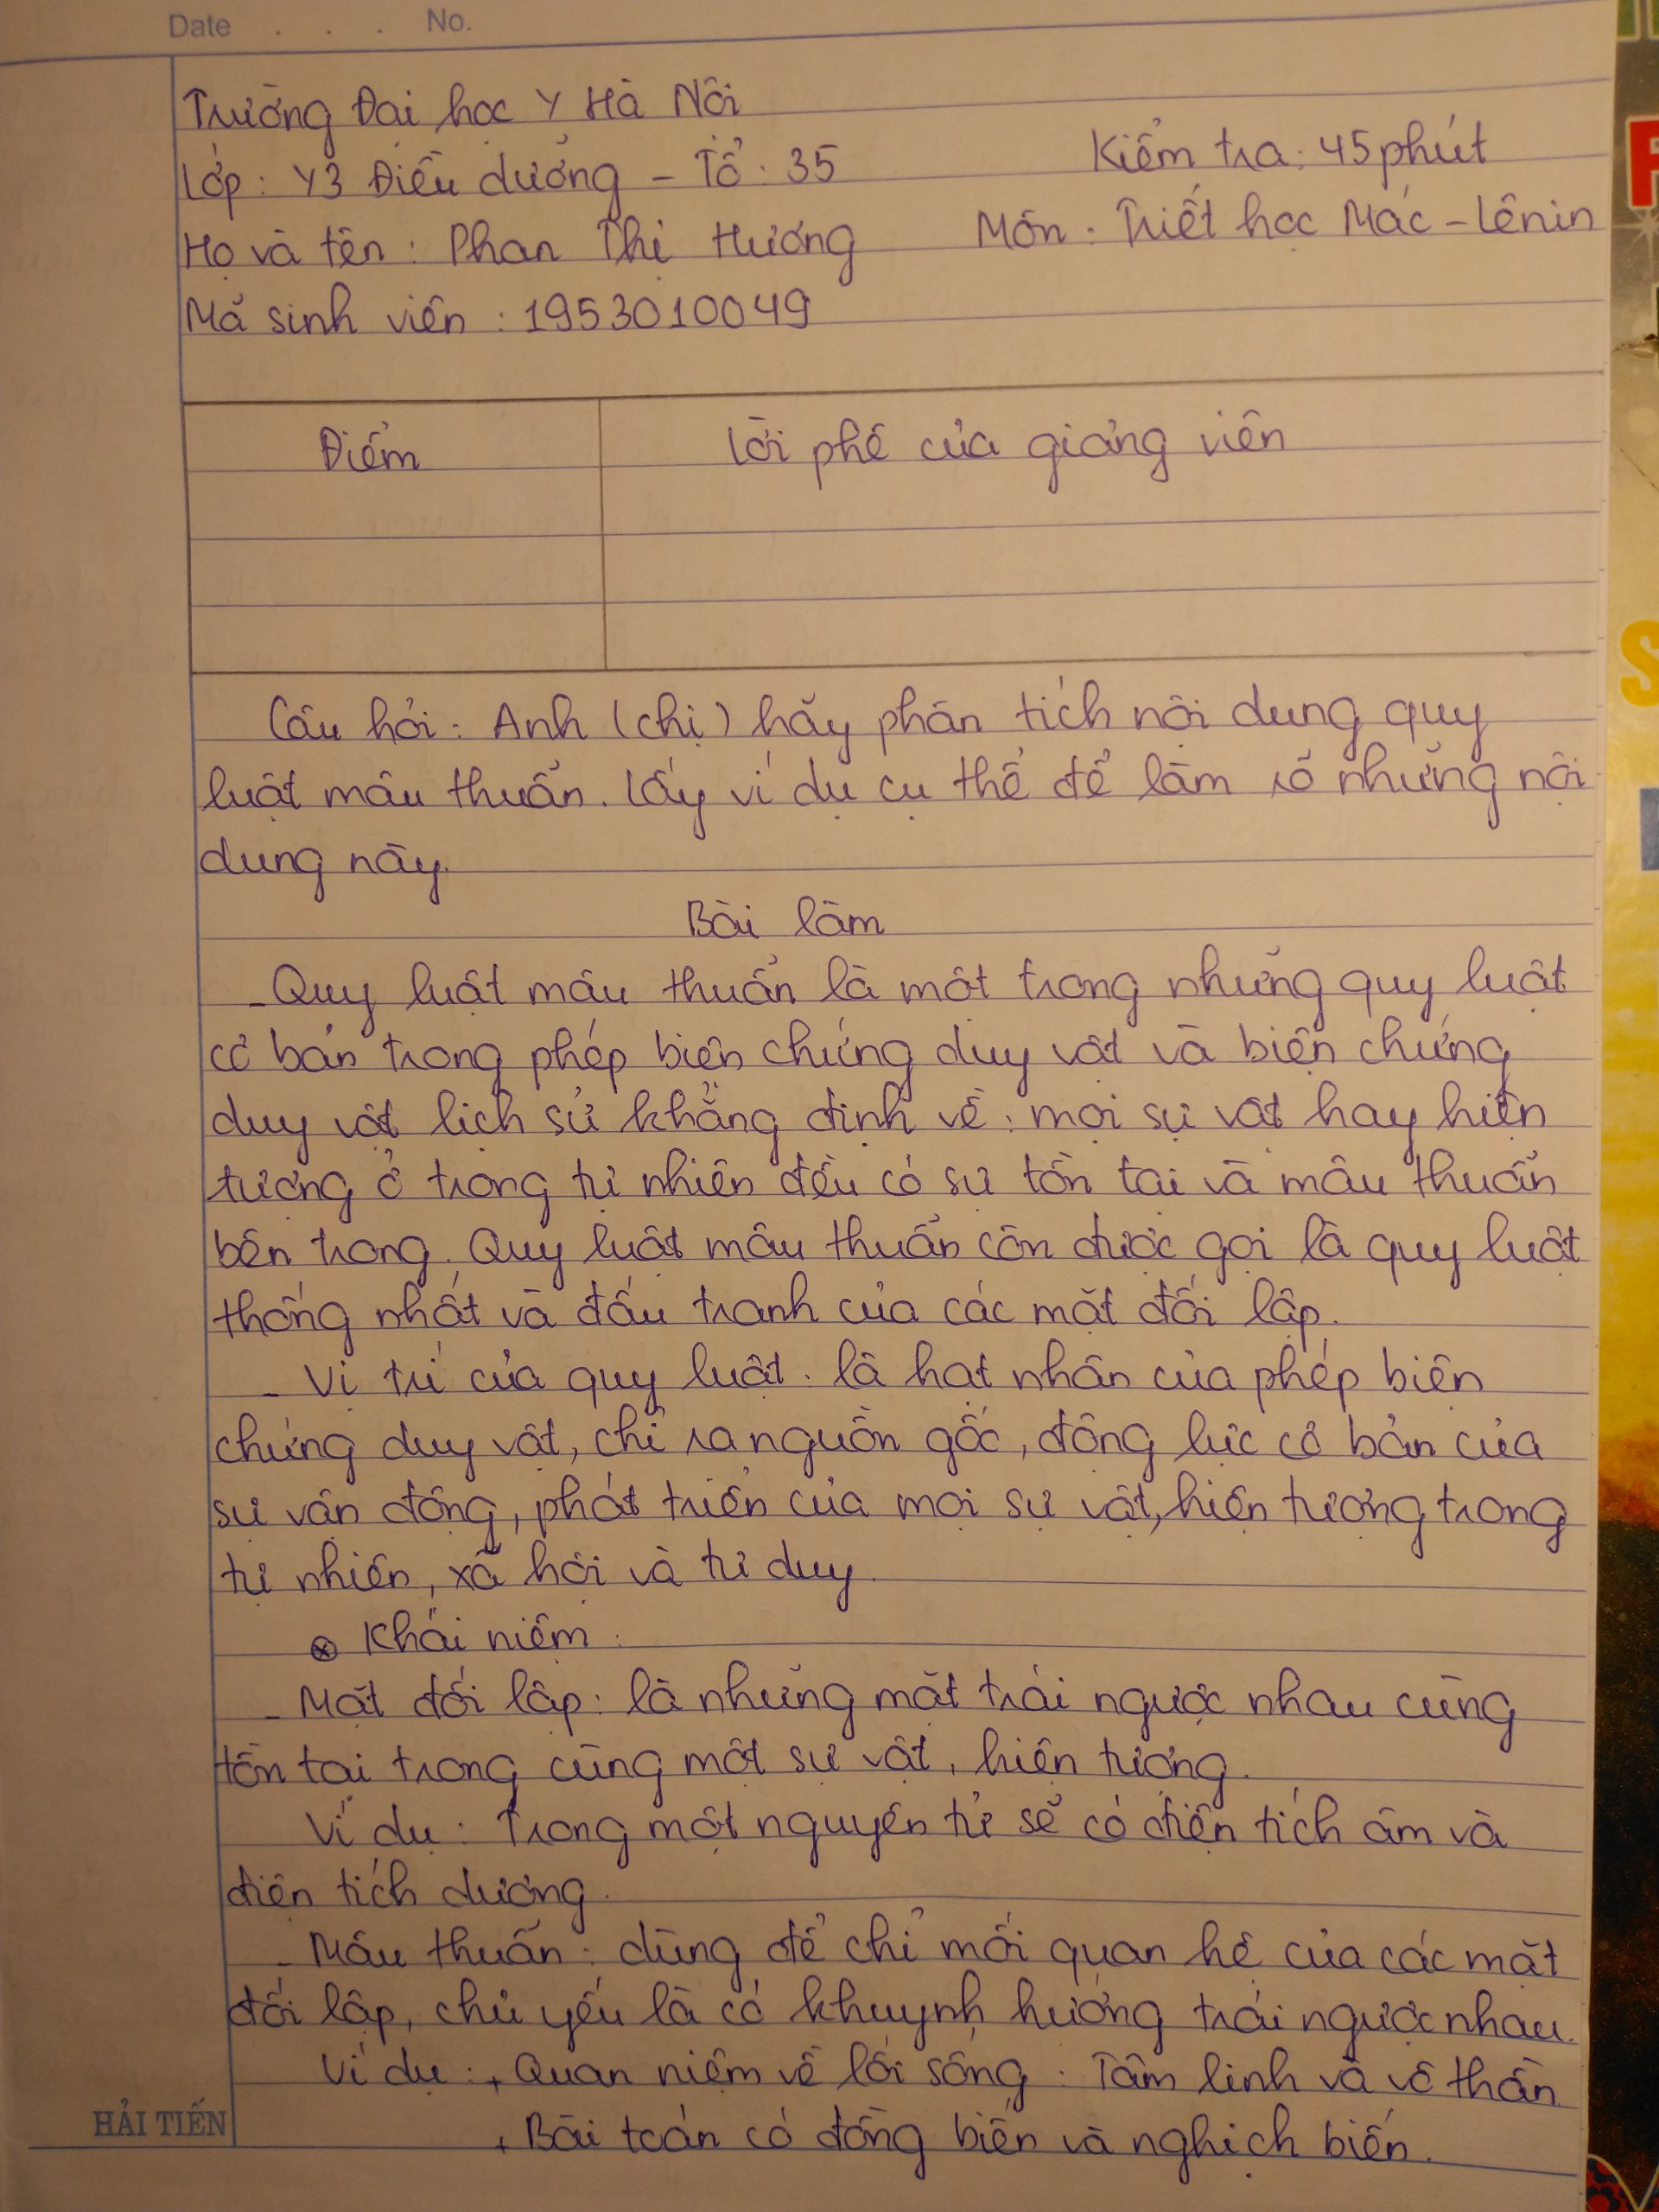 Date . . . No.
Trường Đại học Y Hà Nội
Lớp: Y3 Điều dưỡng - Tổ: 35 Kiểm tra: 45 phút
Họ và tên: Phan Thị Hương Môn: Triết học Mác - Lênin
Mã sinh viên: 1953010049
Điểm Lời phê của giảng viên
Câu hỏi: Anh (chị) hãy phân tích nội dung quy
luật mâu thuẫn. Lấy ví dụ cụ thể để làm rõ những nội
dung này.
Bài làm
- Quy luật mâu thuẫn là một trong những quy luật
cơ bản trong phép biện chứng duy vật và biện chứng
duy vật lịch sử khẳng định về: mọi sự vật hay hiện
tượng ở trong tự nhiên đều có sự tồn tại và mâu thuẫn
bên trong. Quy luật mâu thuẫn còn được gọi là quy luật
thống nhất và đấu tranh của các mặt đối lập.
- Vị trí của quy luật: là hạt nhân của phép biện
chứng duy vật, chỉ ra nguồn gốc, động lực cơ bản của
sự vận động, phát triển của mọi sự vật, hiện tượng trong
tự nhiên, xã hội và tư duy.
⊗ Khái niệm:
- Mặt đối lập: là những mặt trái ngược nhau cùng
tồn tại trong cùng một sự vật, hiện tượng.
Ví dụ: Trong một nguyên tử sẽ có điện tích âm và
điện tích dương.
- Mâu thuẫn: dùng để chỉ mối quan hệ của các mặt
đối lập, chủ yếu là có khuynh hướng trái ngược nhau.
Ví dụ: + Quan niệm về lối sống: Tâm linh và vô thần
+ Bài toán có đồng biến và nghịch biến.
HẢI TIẾN